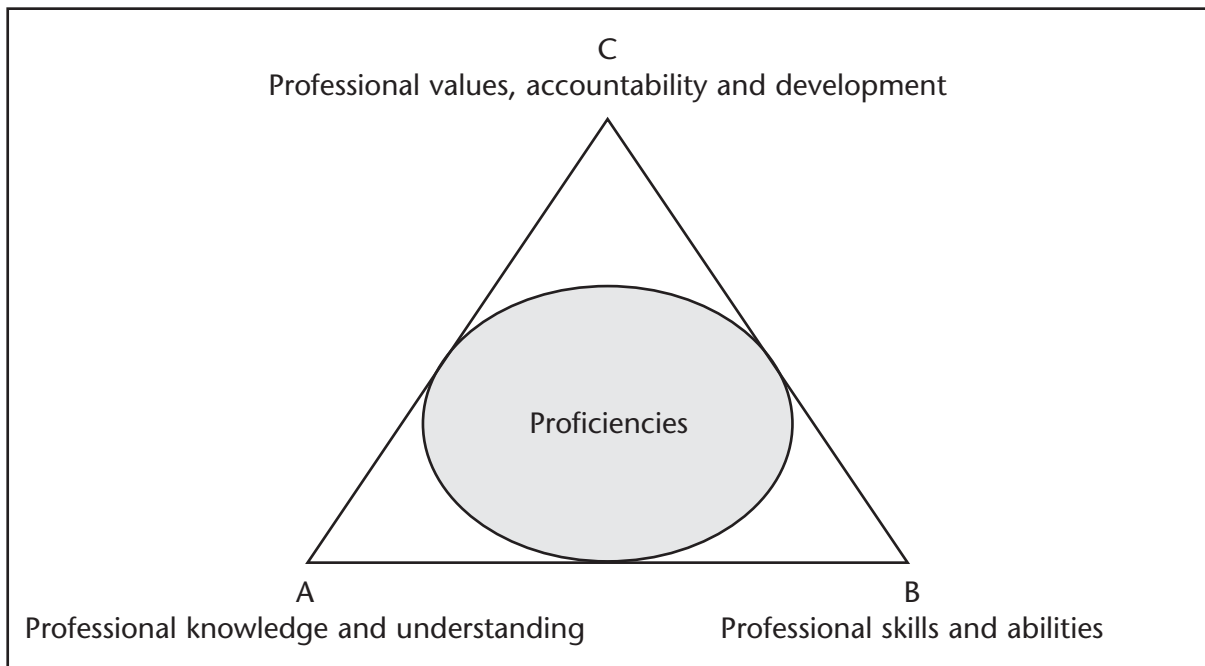 C
Professional values, accountability and development
Proficiencies
A
B
Professional knowledge and understanding
Professional skills and abilities